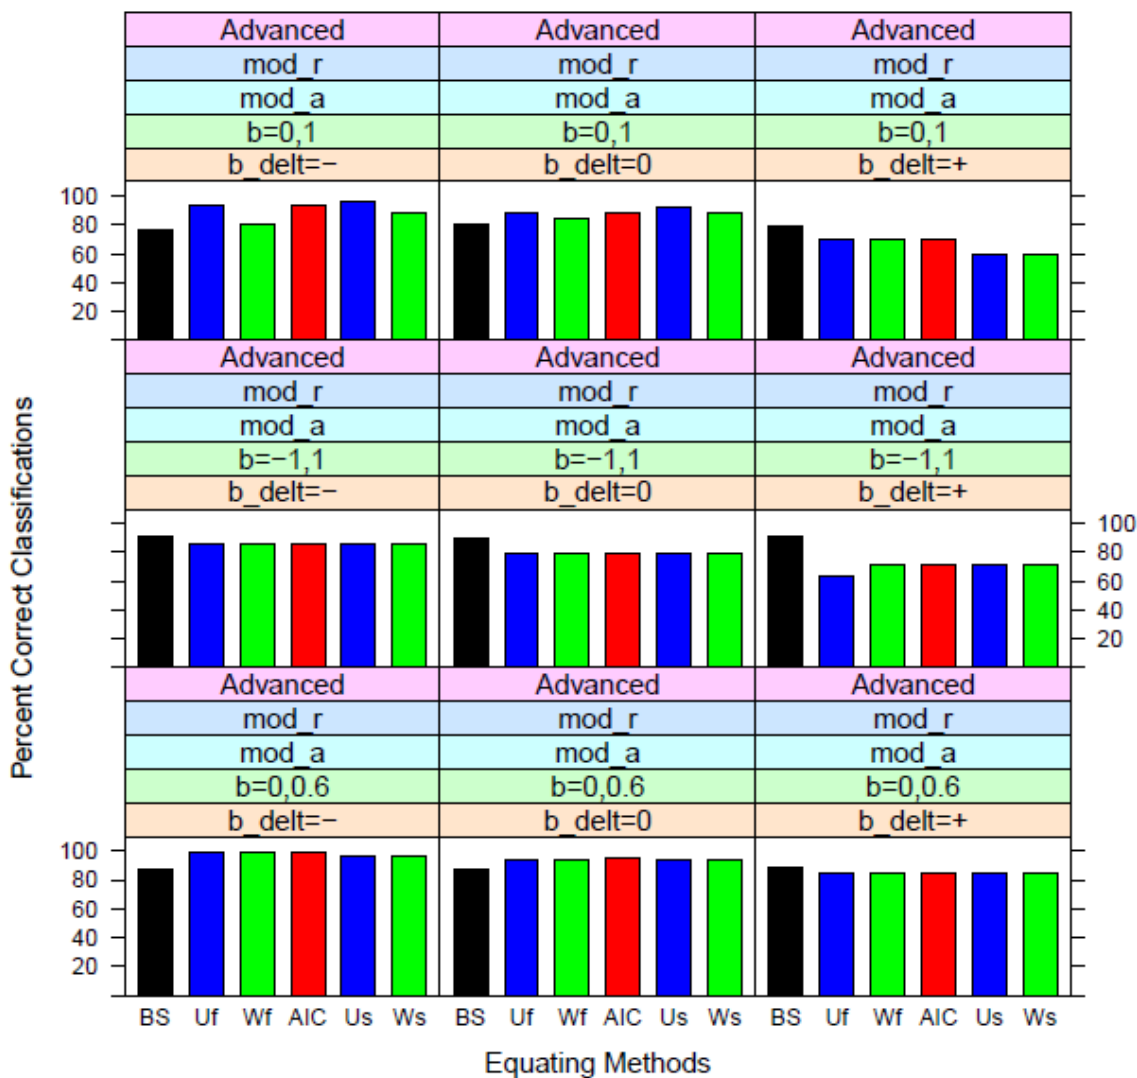 Advanced Advanced Advanced
mod_r mod_r mod_r
mod_a mod_a mod_a
b=0,1 b=0,1 b=0,1
b_delt=− b_delt=0 b_delt=+
100
80
60
40
20
Advanced Advanced Advanced
mod_r mod_r mod_r
mod_a mod_a mod_a
b=−1,1 b=−1,1 b=−1,1
b_delt=− b_delt=0 b_delt=+
100
80
60
40
20
Percent Correct Classifications
Advanced Advanced Advanced
mod_r mod_r mod_r
mod_a mod_a mod_a
b=0,0.6 b=0,0.6 b=0,0.6
b_delt=− b_delt=0 b_delt=+
100
80
60
40
20
BS Uf Wf AIC Us Ws BS Uf Wf AIC Us Ws BS Uf Wf AIC Us Ws
Equating Methods